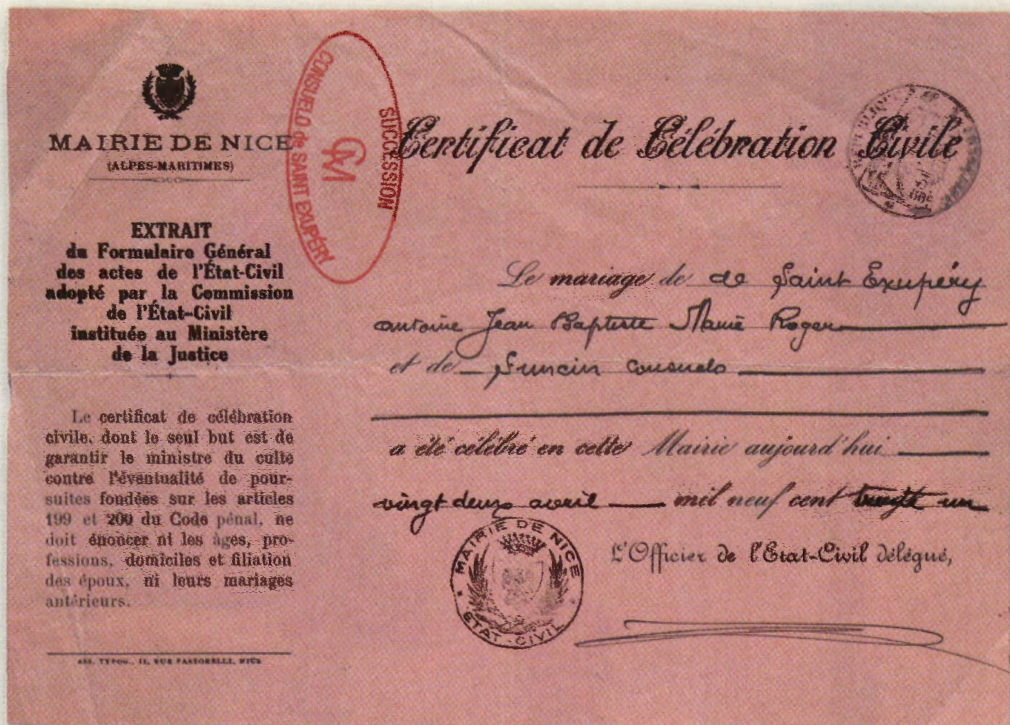 MAIRIE DE NICE
(ALPES-MARITIMES)
EXTRAIT
du Formulaire Général
des actes de l'État-Civil
adopté par la Commission
de l'État-Civil
instituée au Ministère
de la Justice
Le certificat de célébration
civile, dont le seul but est de
garantir le ministre du culte
contre l'éventualité de pour-
suites fondées sur les articles
199 et 200 du Code pénal, ne
doit énoncer ni les âges, pro-
fessions, domiciles et filiation
des époux, ni leurs mariages
antérieurs.
SUCCESSION
CONSUELO de SAINT EXUPÉRY
Certificat de Célébration Civile
Le mariage de de Saint Exupéry
antoine Jean Baptiste Marie Roger
et de Suncin Consuelo
a été célébré en cette Mairie aujourd'hui
vingt deux avril mil neuf cent trente un
L'Officier de l'Etat-Civil délégué,
MAIRIE DE NICE
ETAT-CIVIL